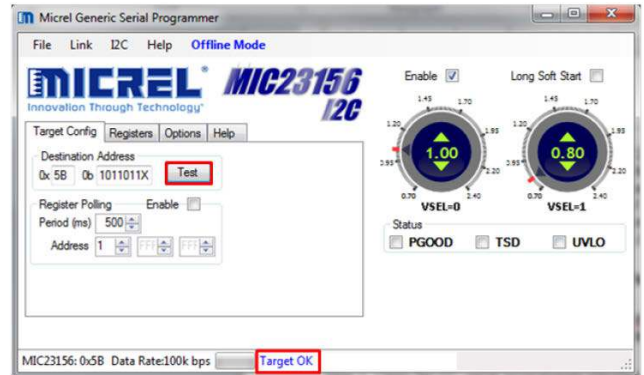 Micrel Generic Serial Programmer
File Link I2C Help Offline Mode
MICREL
Innovation Through Technology
MIC23156
I2C
Target Config Registers Options Help
Destination Address
0x 5B 0b 1011011X Test
Register Polling Enable
Period (ms) 500
Address 1 FFF FFF
Enable Long Soft Start
1.45 1.70 1.45 1.70
1.20 1.95 1.20 1.95
1.00 0.80
2.20 2.20
0.70 2.40 0.70 2.40
VSEL=0 VSEL=1
Status
PGOOD TSD UVLO
MIC23156: 0x5B Data Rate:100k bps Target OK